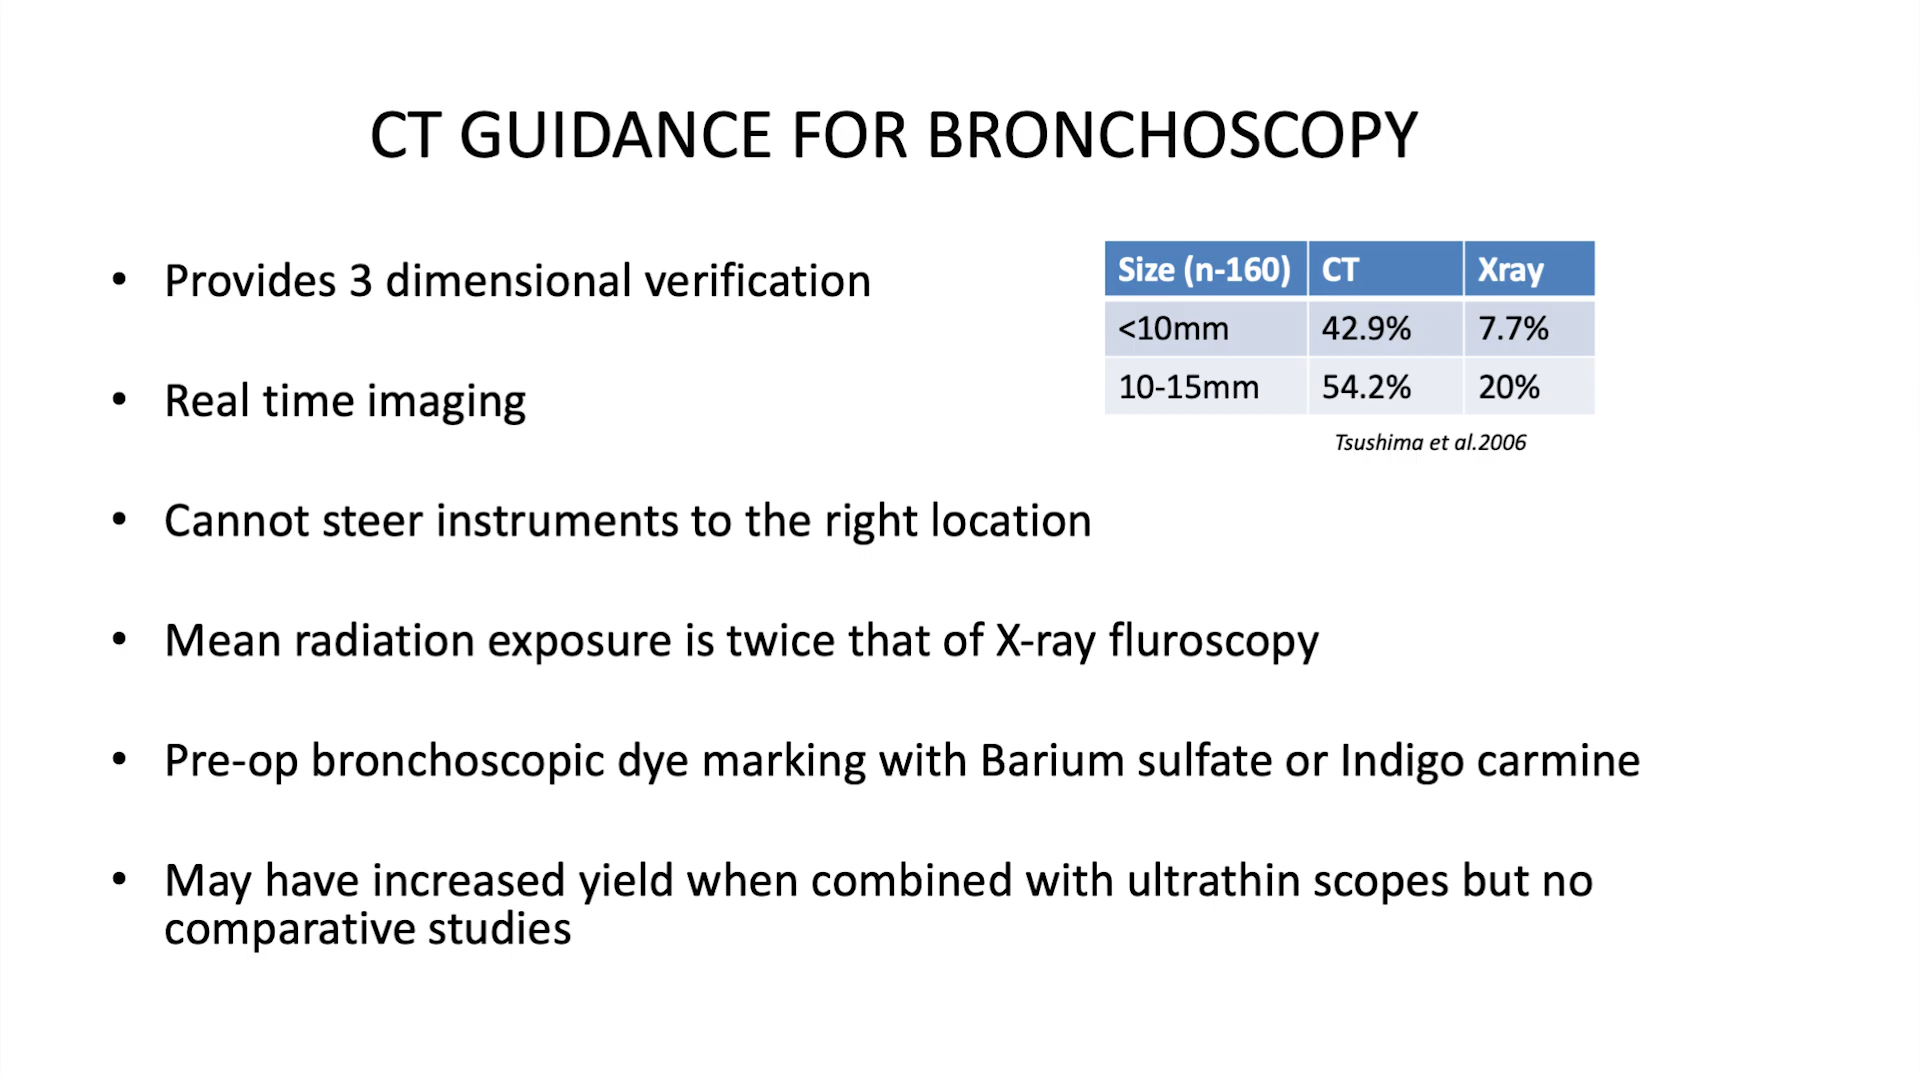 CT GUIDANCE FOR BRONCHOSCOPY
• Provides 3 dimensional verification
• Real time imaging
• Cannot steer instruments to the right location
• Mean radiation exposure is twice that of X-ray fluroscopy
• Pre-op bronchoscopic dye marking with Barium sulfate or Indigo carmine
• May have increased yield when combined with ultrathin scopes but no
comparative studies
Size (n-160) CT Xray
<10mm 42.9% 7.7%
10-15mm 54.2% 20%
Tsushima et al.2006